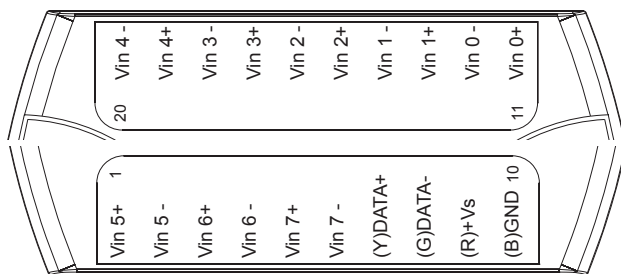 Vin 4 -
Vin 4+
Vin 3 -
Vin 3+
Vin 2 -
Vin 2+
Vin 1 -
Vin 1+
Vin 0 -
Vin 0+
20
11
1
10
Vin 5+
Vin 5 -
Vin 6+
Vin 6 -
Vin 7+
Vin 7 -
(Y)DATA+
(G)DATA-
(R)+Vs
(B)GND